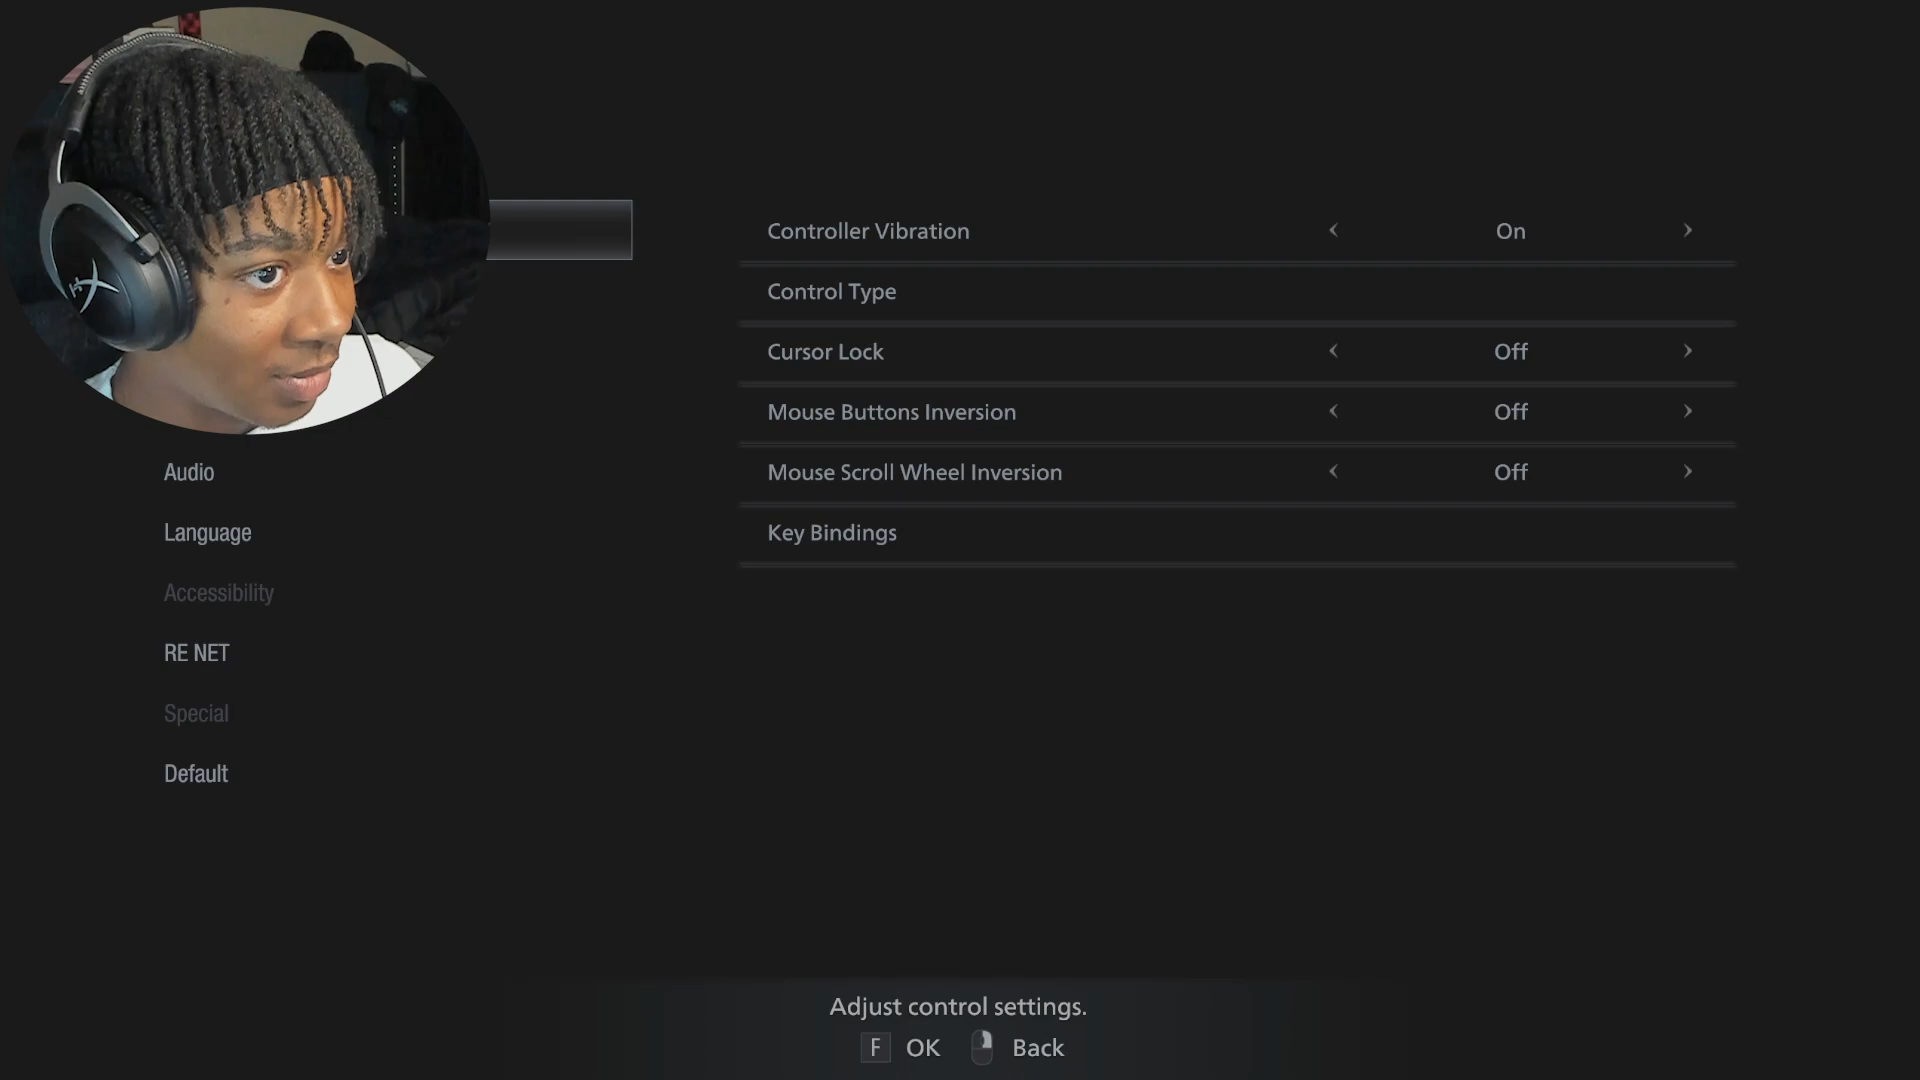 Controller Vibration < On >
Control Type
Cursor Lock < Off >
Mouse Buttons Inversion < Off >
Mouse Scroll Wheel Inversion < Off >
Key Bindings
Audio
Language
Accessibility
RE NET
Special
Default
Adjust control settings.
F OK Back